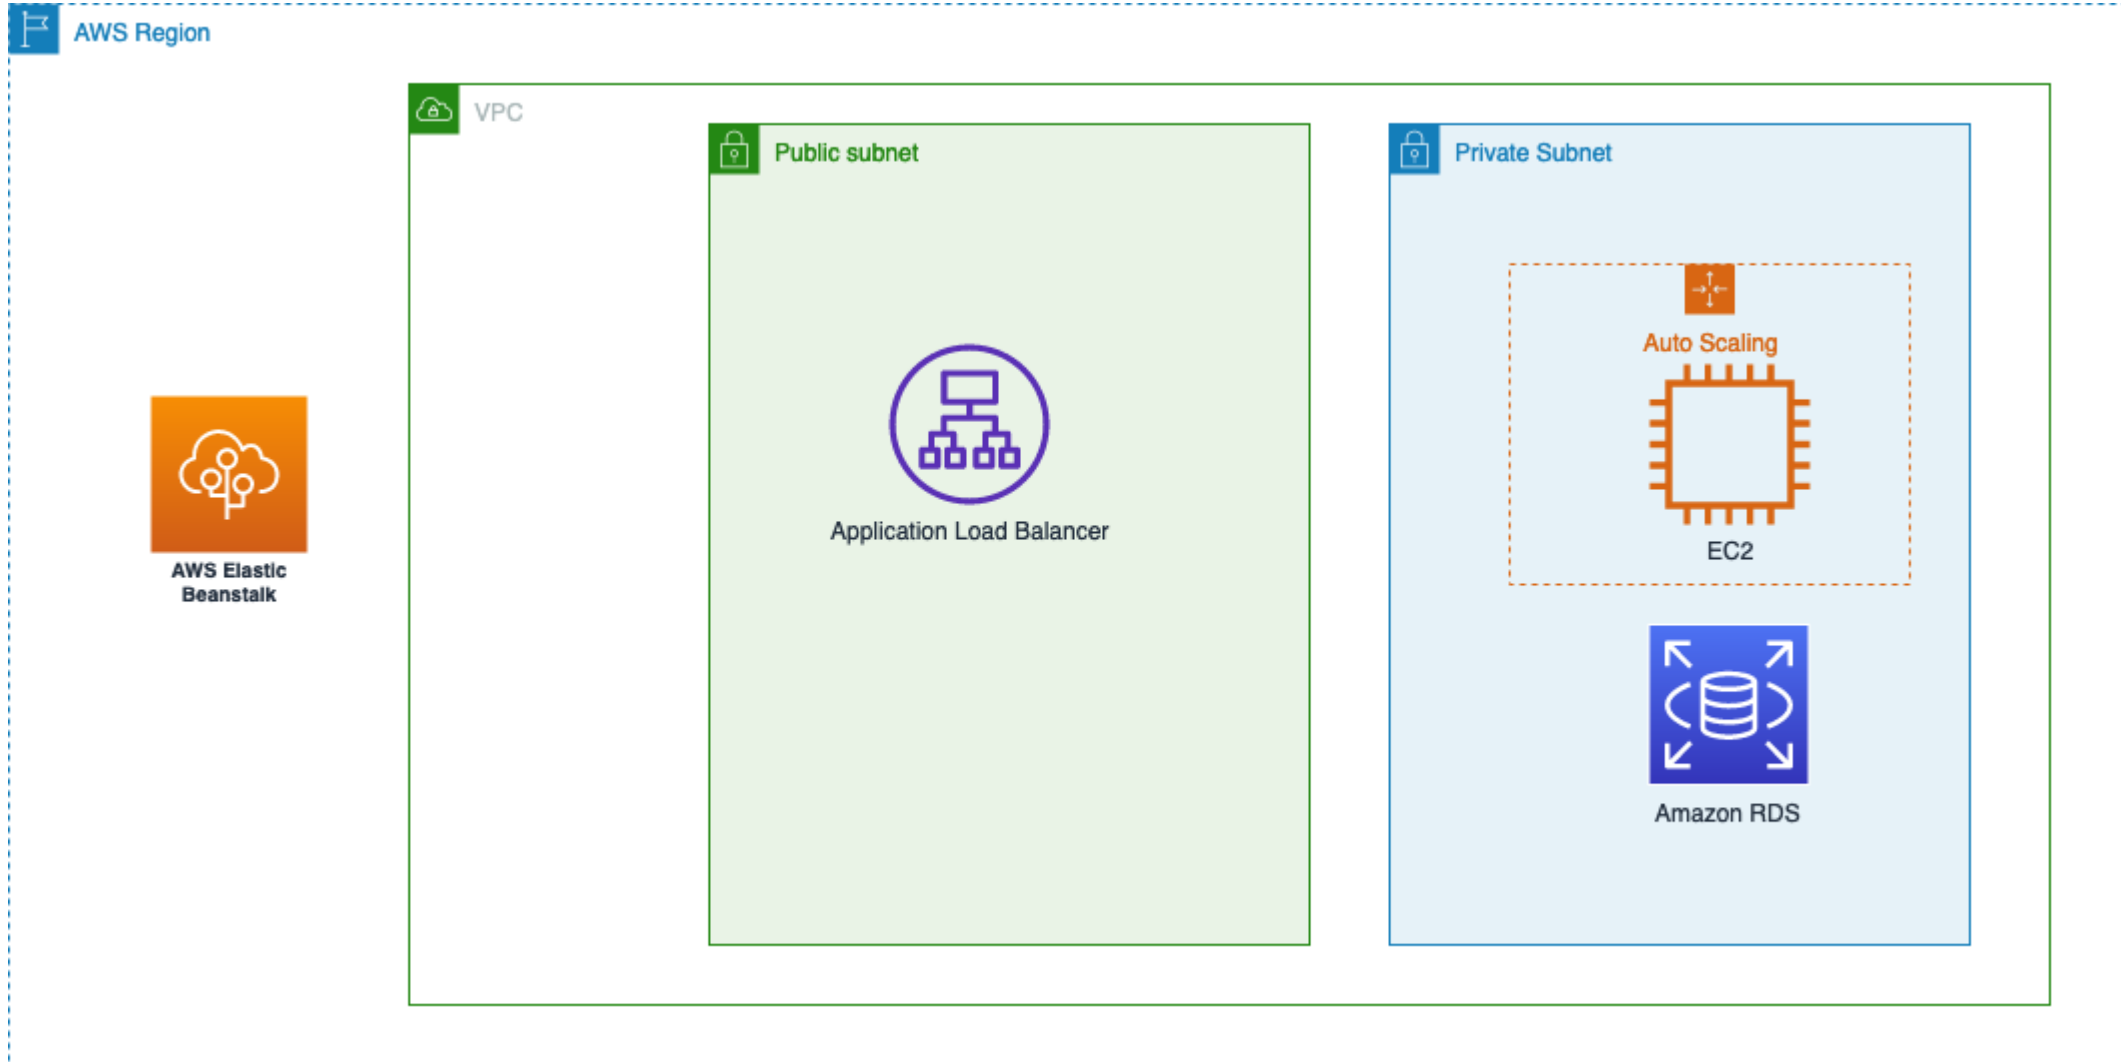 AWS Region
VPC
Public subnet
Private Subnet
Auto Scaling
Application Load Balancer
EC2
AWS Elastic
Beanstalk
Amazon RDS